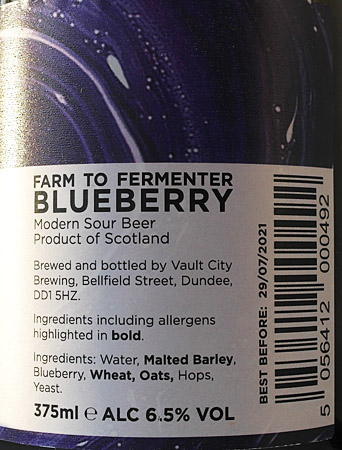 FARM TO FERMENTER
BLUEBERRY
Modern Sour Beer
Product of Scotland
Brewed and bottled by Vault City
Brewing, Bellfield Street, Dundee,
DD1 5HZ.
Ingredients including allergens
highlighted in bold.
Ingredients: Water, Malted Barley,
Blueberry, Wheat, Oats, Hops,
Yeast.
375ml ℮ ALC 6.5% VOL
BEST BEFORE: 29/07/2021
5 056412 000492